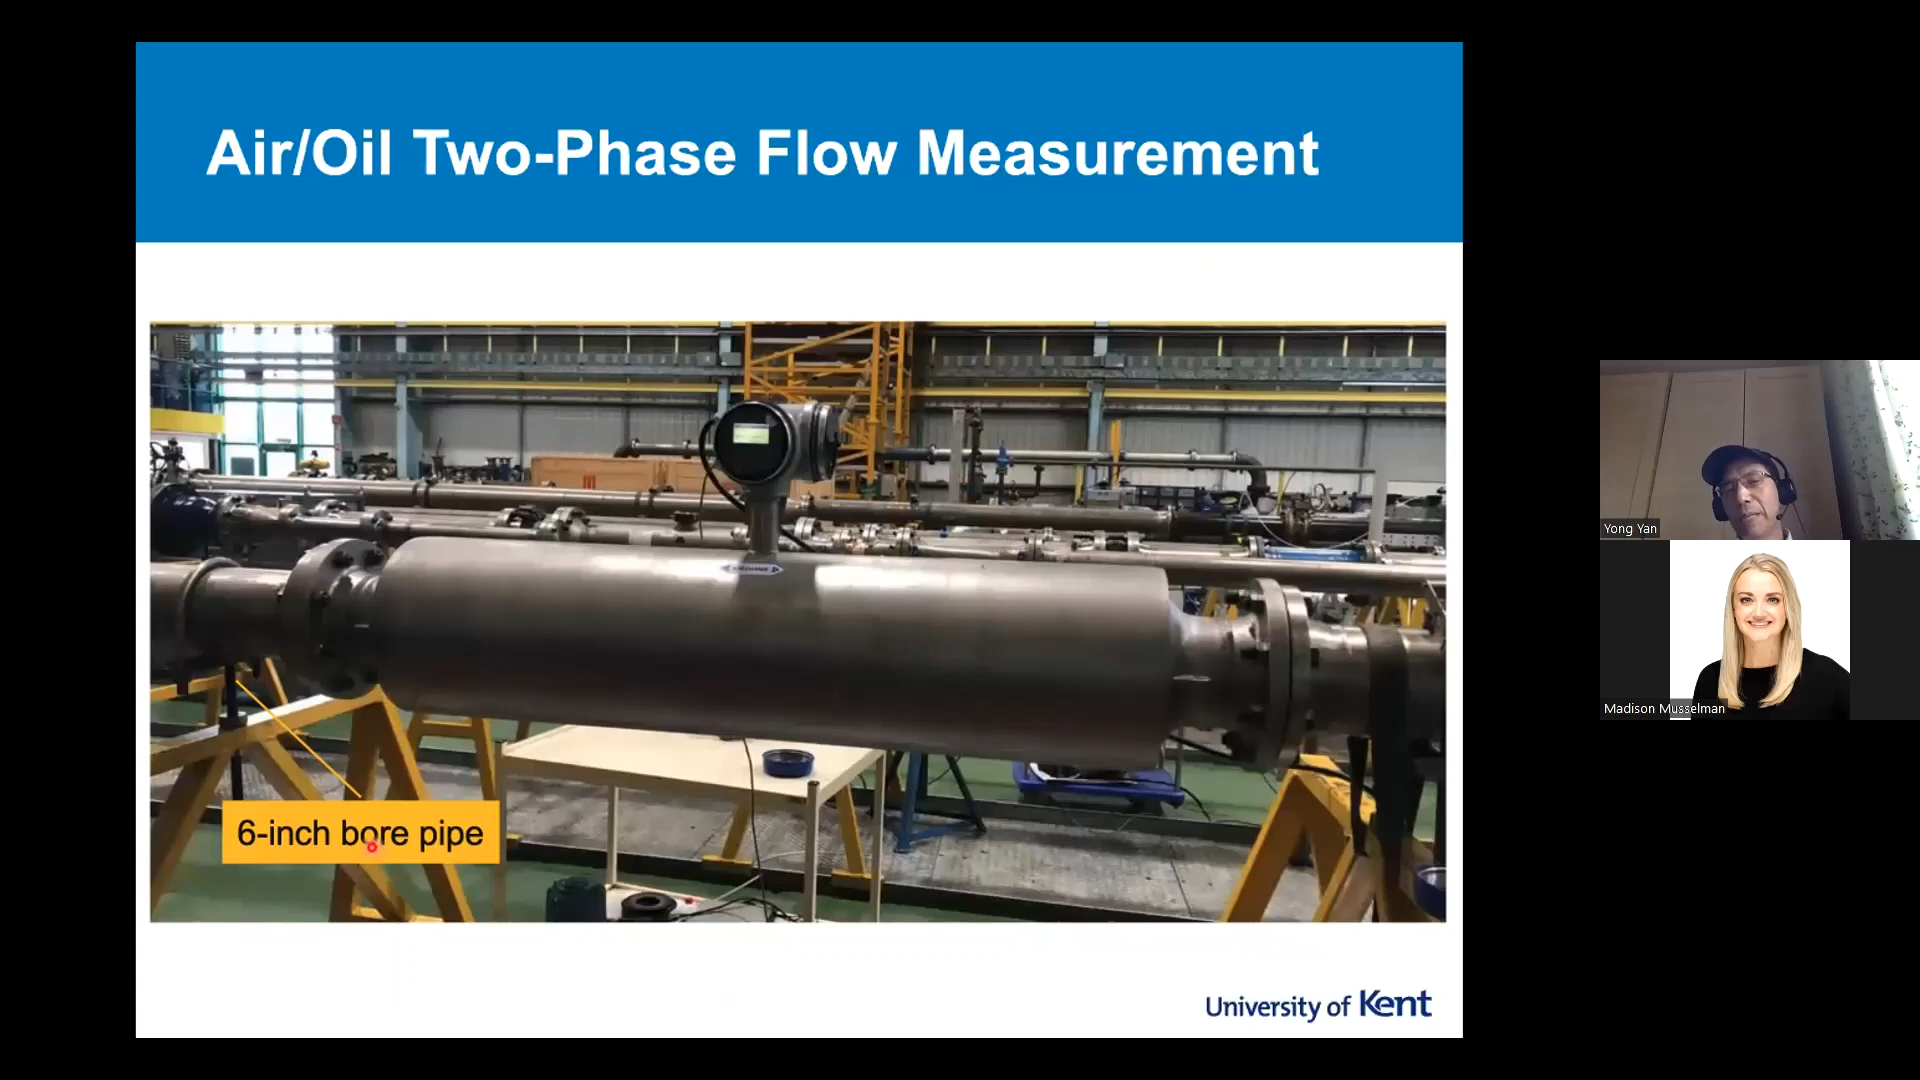 Air/Oil Two-Phase Flow Measurement
6-inch bore pipe
University of Kent
Yong Yan
Madison Musselman